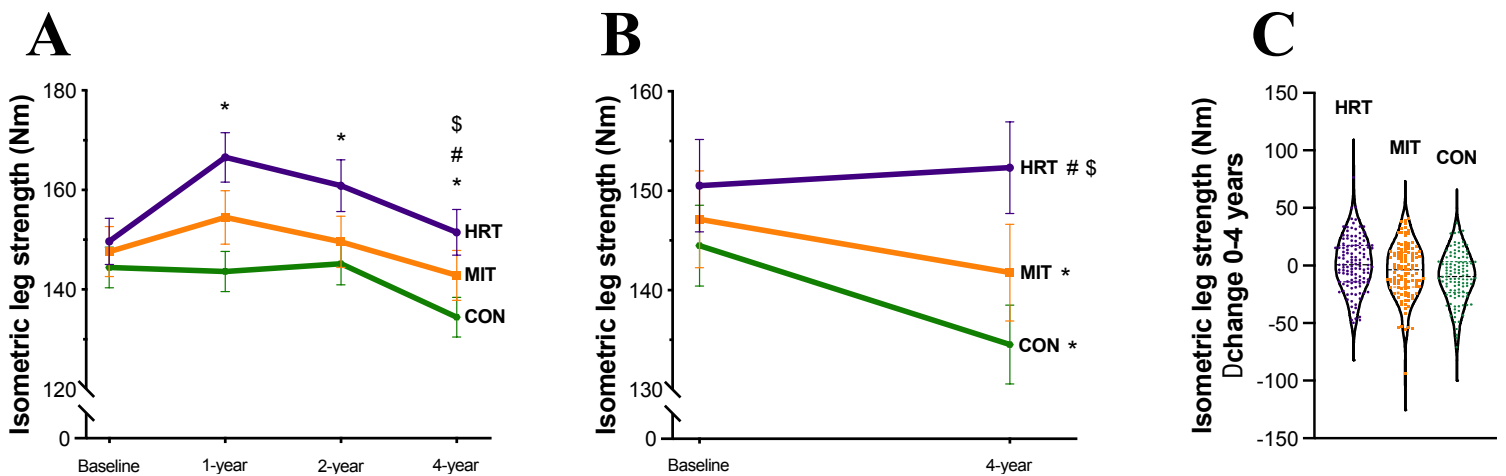 A
Isometric leg strength (Nm)
180
160
140
120
0
*
*
$
#
*
HRT
MIT
CON
Baseline
1-year
2-year
4-year
B
Isometric leg strength (Nm)
160
150
140
130
0
HRT # $
MIT *
CON *
Baseline
4-year
C
Isometric leg strength (Nm)
Dchange 0-4 years
150
100
50
0
-50
-100
-150
HRT
MIT
CON